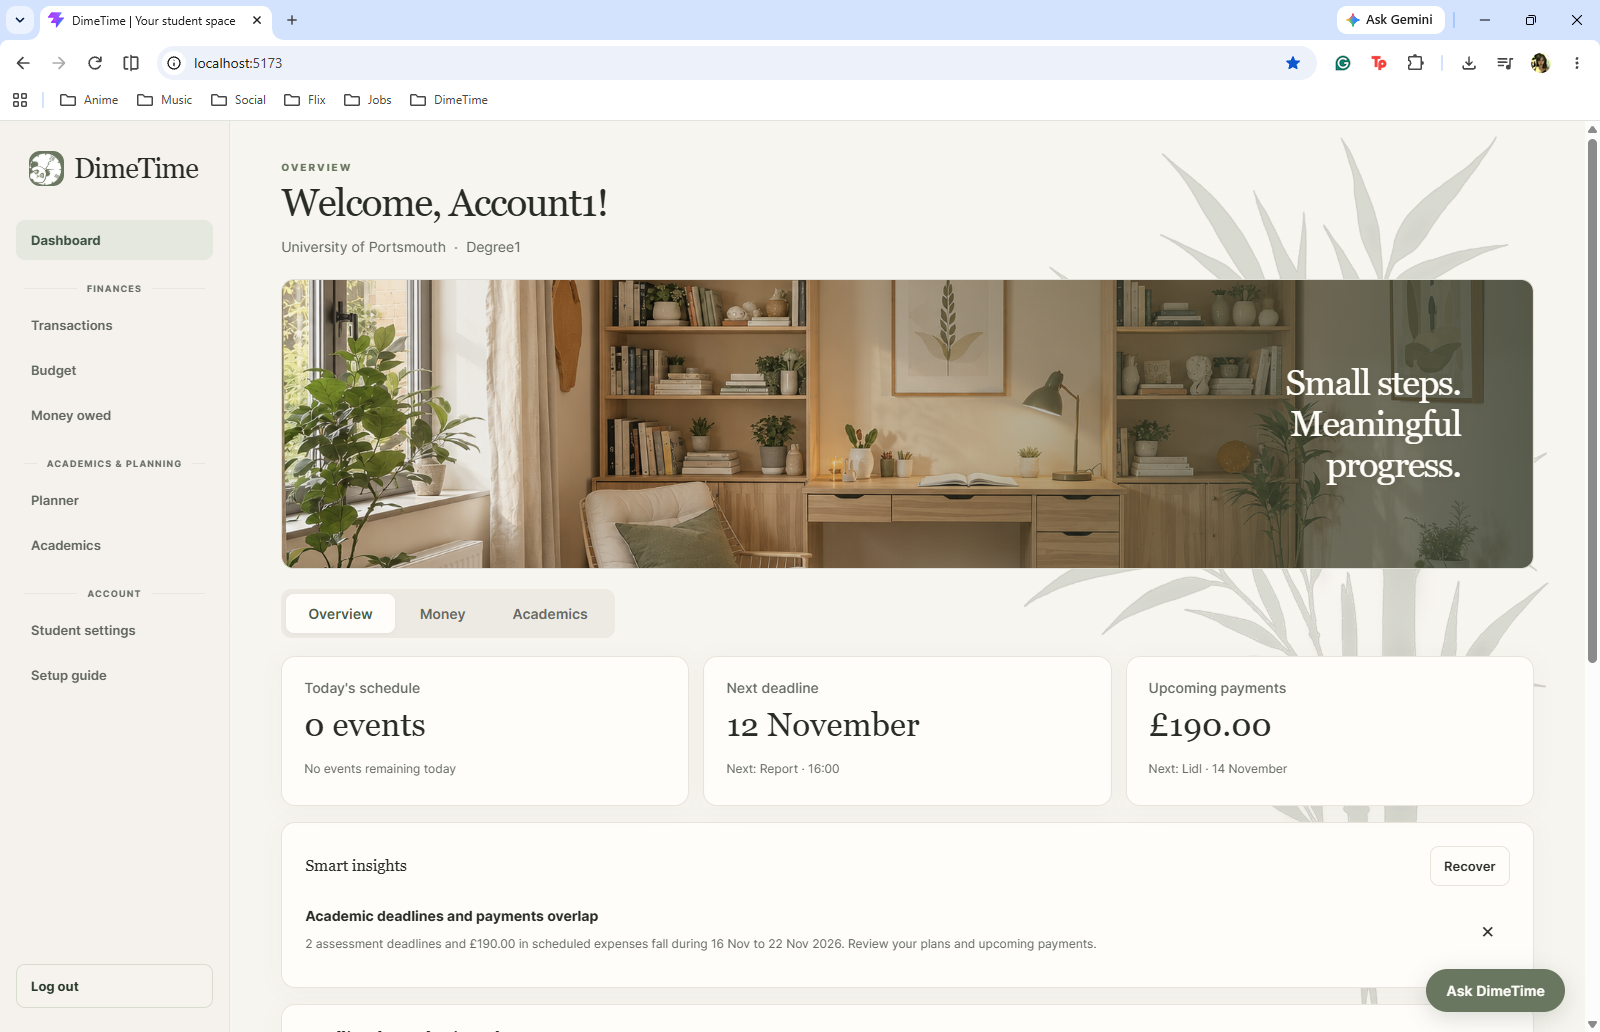 DimeTime | Your student space
Ask Gemini
localhost:5173
Anime
Music
Social
Flix
Jobs
DimeTime
DimeTime
Dashboard
FINANCES
Transactions
Budget
Money owed
ACADEMICS & PLANNING
Planner
Academics
ACCOUNT
Student settings
Setup guide
Log out
OVERVIEW
Welcome, Account1!
University of Portsmouth · Degree1
Small steps.
Meaningful
progress.
Overview
Money
Academics
Today's schedule
0 events
No events remaining today
Next deadline
12 November
Next: Report · 16:00
Upcoming payments
£190.00
Next: Lidl · 14 November
Smart insights
Recover
Academic deadlines and payments overlap
2 assessment deadlines and £190.00 in scheduled expenses fall during 16 Nov to 22 Nov 2026. Review your plans and upcoming payments.
Ask DimeTime